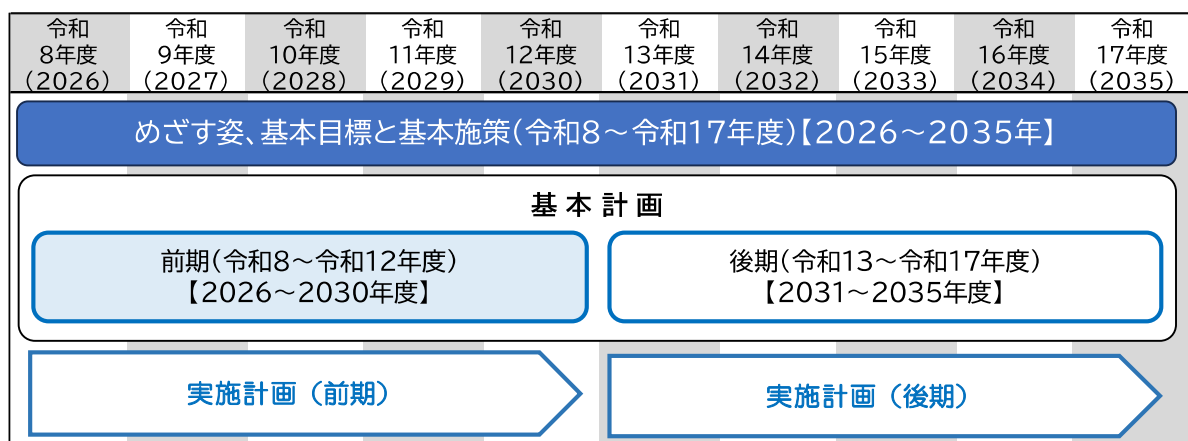 令和
8年度
(2026)
令和
9年度
(2027)
令和
10年度
(2028)
令和
11年度
(2029)
令和
12年度
(2030)
令和
13年度
(2031)
令和
14年度
(2032)
令和
15年度
(2033)
令和
16年度
(2034)
令和
17年度
(2035)
めざす姿、基本目標と基本施策(令和8~令和17年度)【2026~2035年】
基本計画
前期(令和8~令和12年度)
【2026~2030年度】
後期(令和13~令和17年度)
【2031~2035年度】
実施計画(前期)
実施計画(後期)